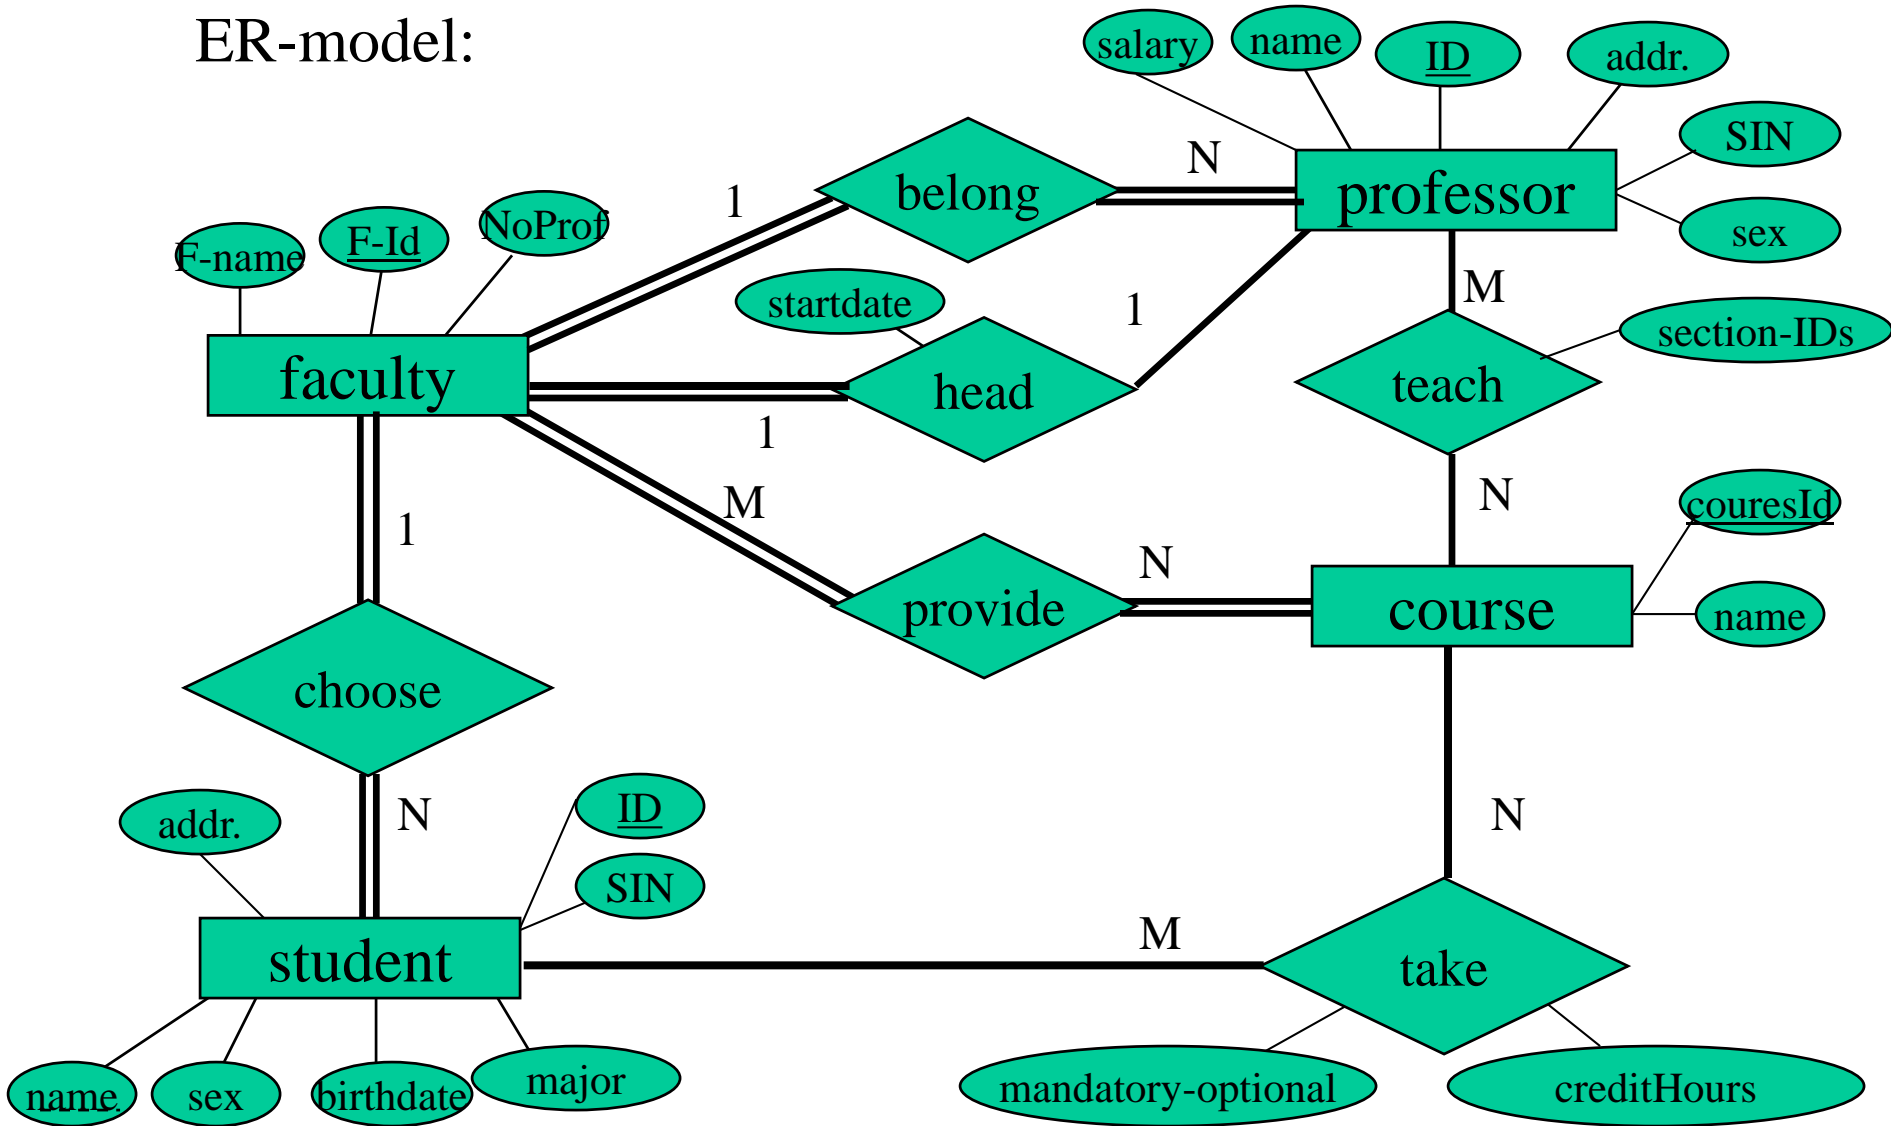 ER-model:
salary
name
ID
addr.
SIN
sex
professor
belong
1
N
F-name
F-Id
NoProf
faculty
startdate
head
1
1
M
section-IDs
teach
N
couresId
name
course
M
N
provide
1
choose
N
addr.
ID
SIN
student
name
sex
birthdate
major
M
N
take
mandatory-optional
creditHours